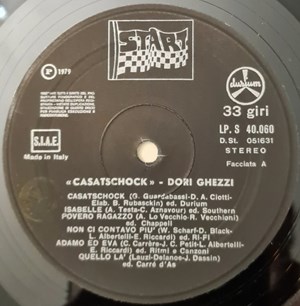 START
℗ 1979
durium
33 giri
LP. S 40.060
D.St. 051631
STEREO
Facciata A
S.I.A.E
Made in Italy
«CASATSCHOCK» - DORI GHEZZI
CASATSCHOCK (G. Guardabassi-D. A. Ciotti-
Elab. B. Rubaschkin) ed. Durium
ISABELLE (A. Testa-C. Aznavour) ed. Southern
POVERO RAGAZZO (A. Lo Vecchio-R. Vecchioni)
ed. Chappell
NON CI CONTAVO PIU' (W. Scharf-D. Black-
L. Albertelli-E. Riccardi) ed. Ri-Fi
ADAMO ED EVA (C. Carrère-J. C. Petit-L. Albertelli-
E. Riccardi) ed. Ritmi e Canzoni
QUELLO LÀ' (Lauzi-Delanoe-J. Dassin)
ed. Carré d'As